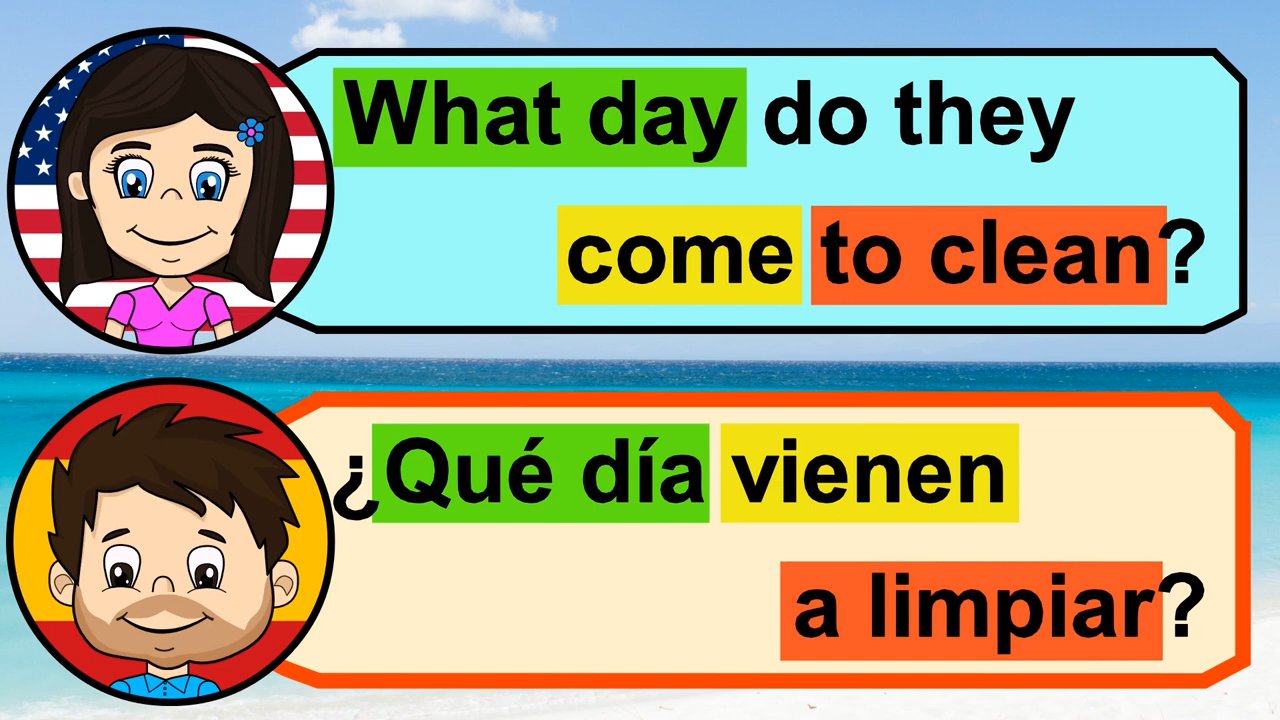 What day do they
come to clean?
¿Qué día vienen
a limpiar?